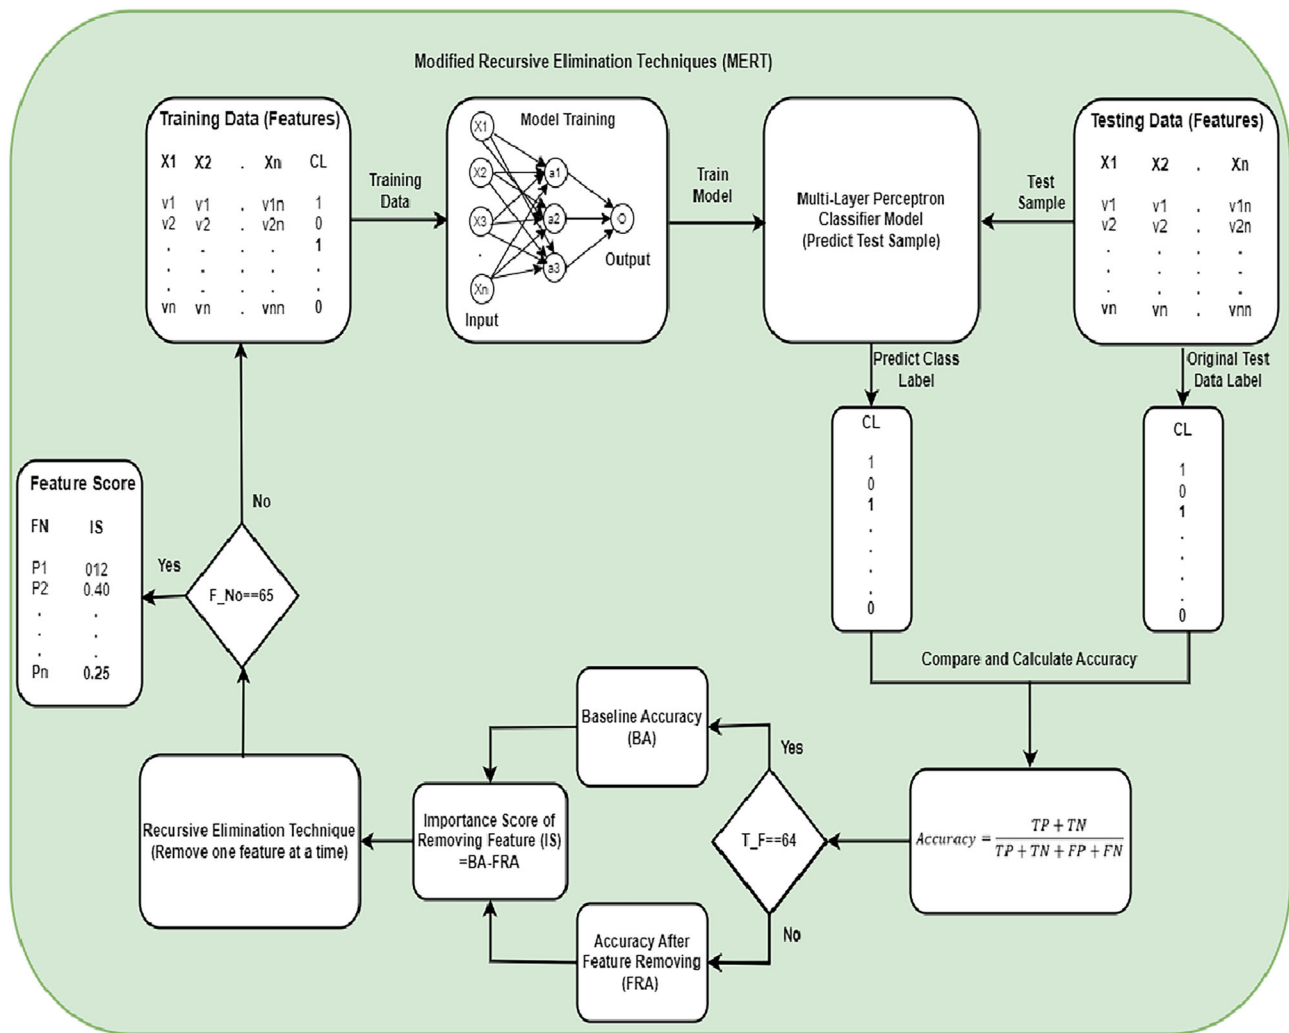 Modified Recursive Elimination Techniques (MERT)
Training Data (Features)
X1 X2 . Xn CL
v1 v1 . v1n 1
v2 v2 . v2n 0
. . . . 1
. . . . .
. . . . .
vn vn . vnn 0
Training
Data
Model Training
X1
X2
X3
.
Xn
a1
a2
a3
O
Input
Output
Train
Model
Multi-Layer Perceptron
Classifier Model
(Predict Test Sample)
Test
Sample
Testing Data (Features)
X1 X2 . Xn
v1 v1 . v1n
v2 v2 . v2n
. . . .
. . . .
. . . .
vn vn . vnn
Predict Class
Label
Original Test
Data Label
CL
1
0
1
.
.
.
.
0
CL
1
0
1
.
.
.
.
0
Compare and Calculate Accuracy
Accuracy = TP + TN
TP + TN + FP + FN
T_F==64
Yes
No
Baseline Accuracy
(BA)
Accuracy After
Feature Removing
(FRA)
Importance Score of
Removing Feature (IS)
=BA-FRA
Recursive Elimination Technique
(Remove one feature at a time)
F_No==65
No
Yes
Feature Score
FN IS
P1 012
P2 0.40
. .
. .
. .
Pn 0.25